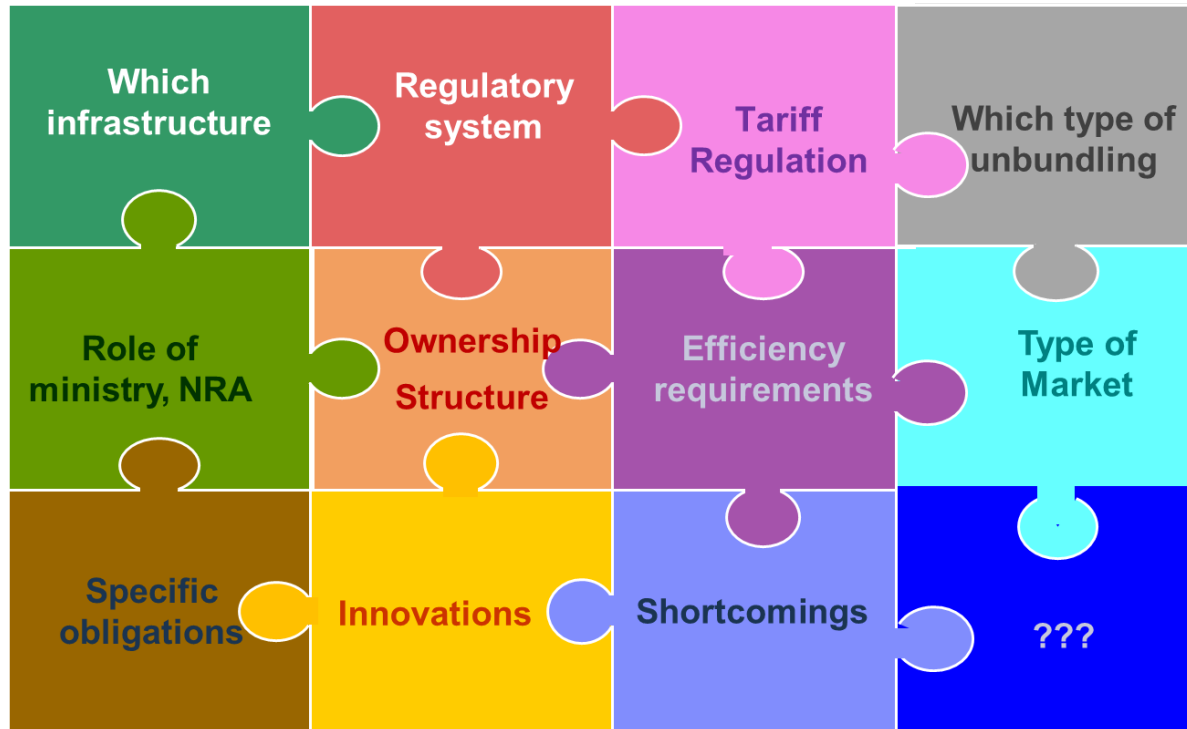 Which
infrastructure
Regulatory
system
Tariff
Regulation
Which type of
unbundling
Role of
ministry, NRA
Ownership
Structure
Efficiency
requirements
Type of
Market
Specific
obligations
Innovations
Shortcomings
???